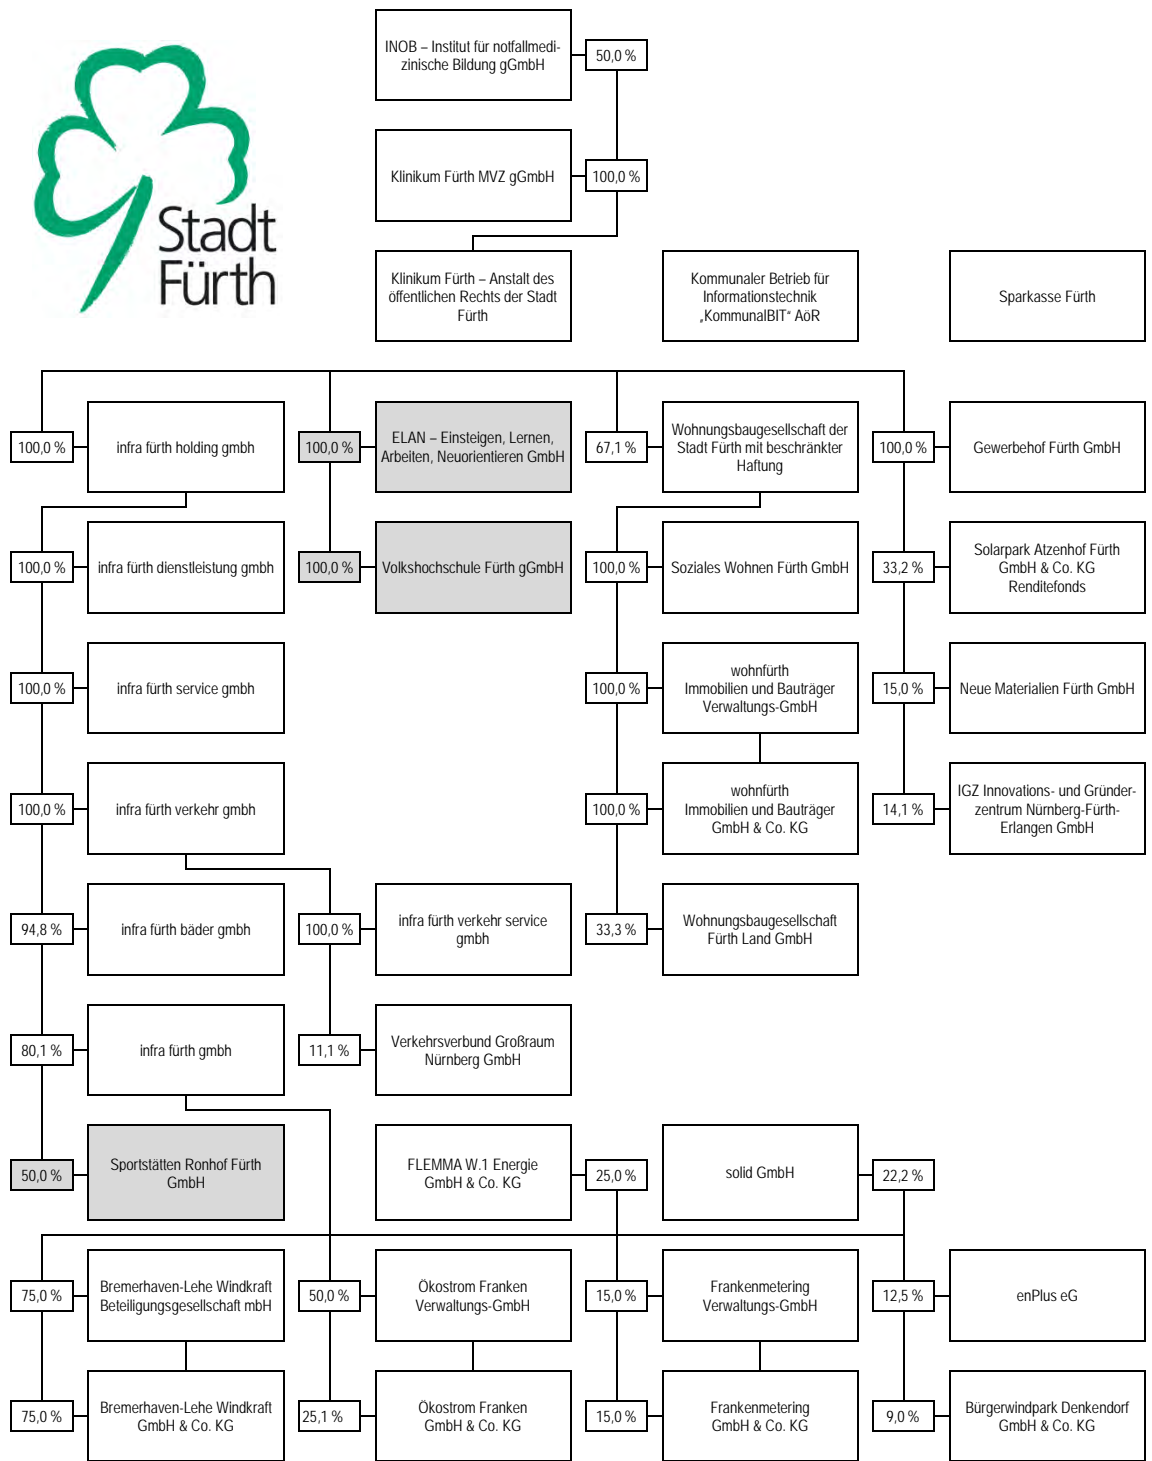 INOB – Institut für notfallmedi-
zinische Bildung gGmbH
50,0 %
Klinikum Fürth MVZ gGmbH
100,0 %
Stadt
Fürth
Klinikum Fürth – Anstalt des
öffentlichen Rechts der Stadt
Fürth
Kommunaler Betrieb für
Informationstechnik
„KommunalBIT“ AöR
Sparkasse Fürth
100,0 %
infra fürth holding gmbh
100,0 %
ELAN – Einsteigen, Lernen,
Arbeiten, Neuorientieren GmbH
67,1 %
Wohnungsbaugesellschaft der
Stadt Fürth mit beschränkter
Haftung
100,0 %
Gewerbehof Fürth GmbH
100,0 %
infra fürth dienstleistung gmbh
100,0 %
Volkshochschule Fürth gGmbH
100,0 %
Soziales Wohnen Fürth GmbH
33,2 %
Solarpark Atzenhof Fürth
GmbH & Co. KG
Renditefonds
100,0 %
infra fürth service gmbh
100,0 %
wohnfürth
Immobilien und Bauträger
Verwaltungs-GmbH
15,0 %
Neue Materialien Fürth GmbH
100,0 %
infra fürth verkehr gmbh
100,0 %
wohnfürth
Immobilien und Bauträger
GmbH & Co. KG
14,1 %
IGZ Innovations- und Gründer-
zentrum Nürnberg-Fürth-
Erlangen GmbH
94,8 %
infra fürth bäder gmbh
100,0 %
infra fürth verkehr service
gmbh
33,3 %
Wohnungsbaugesellschaft
Fürth Land GmbH
80,1 %
infra fürth gmbh
11,1 %
Verkehrsverbund Großraum
Nürnberg GmbH
50,0 %
Sportstätten Ronhof Fürth
GmbH
FLEMMA W.1 Energie
GmbH & Co. KG
25,0 %
solid GmbH
22,2 %
75,0 %
Bremerhaven-Lehe Windkraft
Beteiligungsgesellschaft mbH
50,0 %
Ökostrom Franken
Verwaltungs-GmbH
15,0 %
Frankenmetering
Verwaltungs-GmbH
12,5 %
enPlus eG
75,0 %
Bremerhaven-Lehe Windkraft
GmbH & Co. KG
25,1 %
Ökostrom Franken
GmbH & Co. KG
15,0 %
Frankenmetering
GmbH & Co. KG
9,0 %
Bürgerwindpark Denkendorf
GmbH & Co. KG